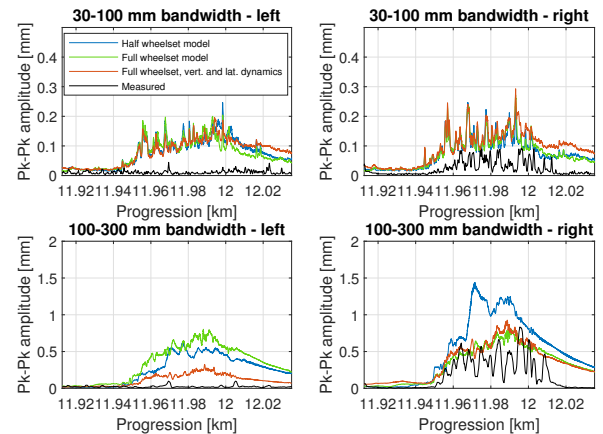 30-100 mm bandwidth - left
Pk-Pk amplitude [mm]
0.4
0.3
0.2
0.1
0
Half wheelset model
Full wheelset model
Full wheelset, vert. and lat. dynamics
Measured
11.92 11.94 11.96 11.98 12 12.02
Progression [km]
30-100 mm bandwidth - right
Pk-Pk amplitude [mm]
0.4
0.3
0.2
0.1
0
11.92 11.94 11.96 11.98 12 12.02
Progression [km]
100-300 mm bandwidth - left
Pk-Pk amplitude [mm]
2
1.5
1
0.5
0
11.92 11.94 11.96 11.98 12 12.02
Progression [km]
100-300 mm bandwidth - right
Pk-Pk amplitude [mm]
2
1.5
1
0.5
0
11.92 11.94 11.96 11.98 12 12.02
Progression [km]